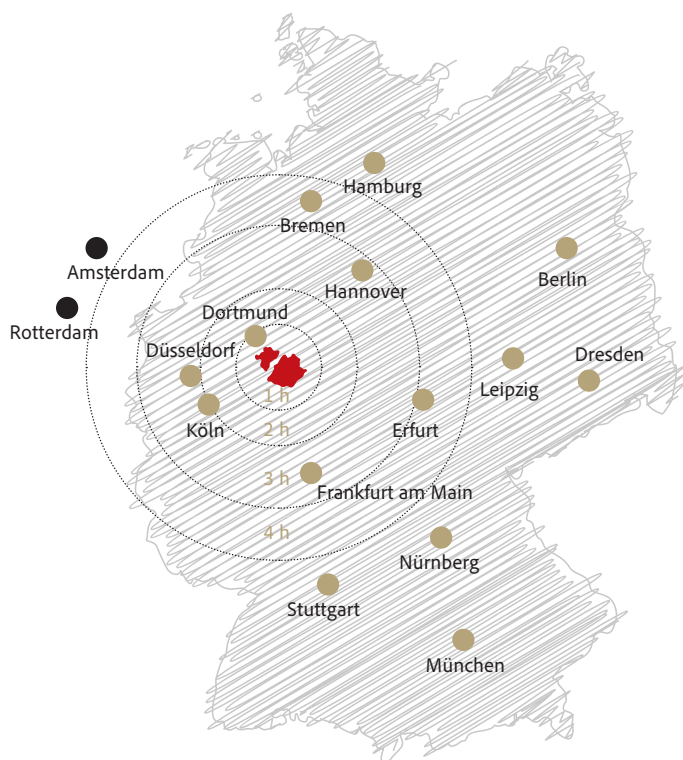 Hamburg
Bremen
Amsterdam
Berlin
Hannover
Dortmund
Rotterdam
Düsseldorf
Dresden
Leipzig
1 h
Köln
2 h
Erfurt
3 h
Frankfurt am Main
4 h
Nürnberg
Stuttgart
München